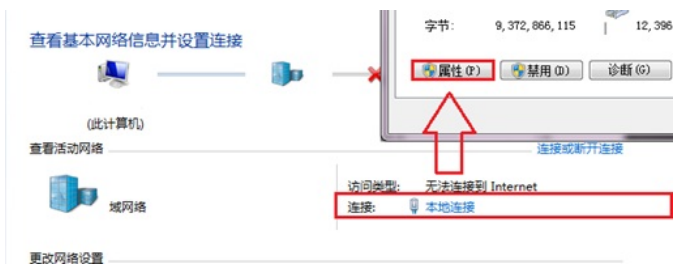 查看基本网络信息并设置连接
字节: 9,372,866,115 12,396
属性(P) 禁用(D) 诊断(G)
(此计算机)
查看活动网络
连接或断开连接
域网络
访问类型: 无法连接到 Internet
连接: 本地连接
更改网络设置